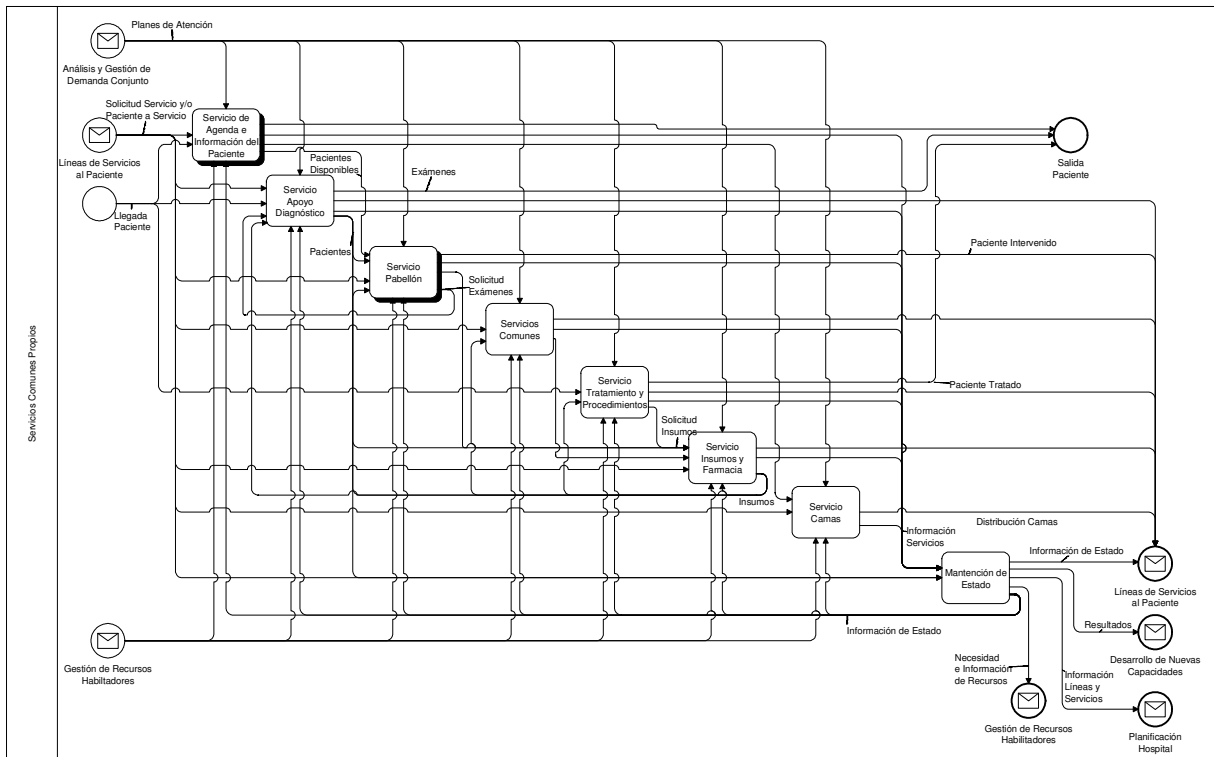 Servicios Comunes Propios
Planes de Atención
Análisis y Gestión de
Demanda Conjunto
Solicitud Servicio y/o
Paciente a Servicio
Líneas de Servicios
al Paciente
Llegada
Paciente
Servicio de
Agenda e
Información del
Paciente
Pacientes
Disponibles
Exámenes
Salida
Paciente
Servicio
Apoyo
Diagnóstico
Pacientes
Servicio
Pabellón
Solicitud
Exámenes
Paciente Intervenido
Servicios
Comunes
Servicio
Tratamiento y
Procedimientos
Paciente Tratado
Solicitud
Insumos
Servicio
Insumos y
Farmacia
Insumos
Servicio
Camas
Distribución Camas
Información
Servicios
Mantención de
Estado
Información de Estado
Líneas de Servicios
al Paciente
Resultados
Desarrollo de Nuevas
Capacidades
Información de Estado
Gestión de Recursos
Habiltadores
Necesidad
e Información
de Recursos
Información
Líneas y
Servicios
Gestión de Recursos
Habilitadores
Planificación
Hospital